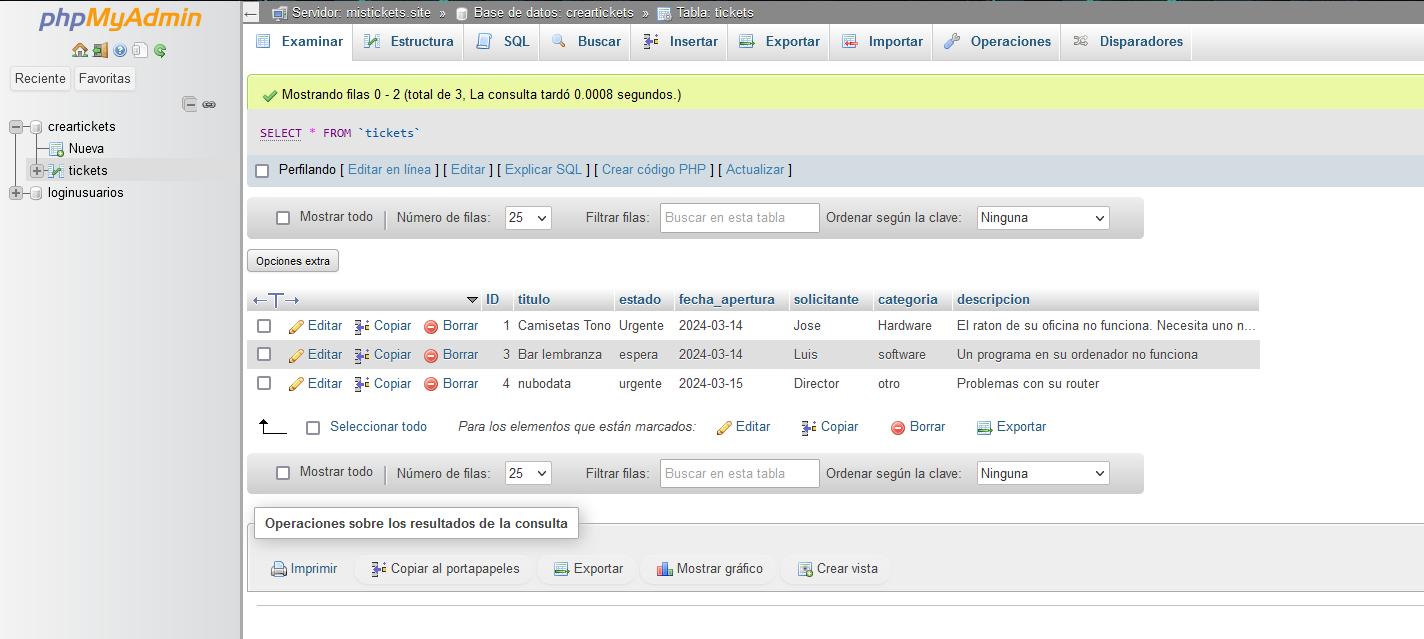 phpMyAdmin
Reciente Favoritas
creartickets
Nueva
tickets
loginusuarios
Servidor: mistickets.site » Base de datos: creartickets » Tabla: tickets
Examinar Estructura SQL Buscar Insertar Exportar Importar Operaciones Disparadores
Mostrando filas 0 - 2 (total de 3, La consulta tardó 0.0008 segundos.)
SELECT * FROM `tickets`
Perfilando [ Editar en línea ] [ Editar ] [ Explicar SQL ] [ Crear código PHP ] [ Actualizar ]
Mostrar todo Número de filas: 25 Filtrar filas: Buscar en esta tabla Ordenar según la clave: Ninguna
Opciones extra
←T→ ID titulo estado fecha_apertura solicitante categoria descripcion
Editar Copiar Borrar 1 Camisetas Tono Urgente 2024-03-14 Jose Hardware El raton de su oficina no funciona. Necesita uno n...
Editar Copiar Borrar 3 Bar lembranza espera 2024-03-14 Luis software Un programa en su ordenador no funciona
Editar Copiar Borrar 4 nubodata urgente 2024-03-15 Director otro Problemas con su router
Seleccionar todo Para los elementos que están marcados: Editar Copiar Borrar Exportar
Mostrar todo Número de filas: 25 Filtrar filas: Buscar en esta tabla Ordenar según la clave: Ninguna
Operaciones sobre los resultados de la consulta
Imprimir Copiar al portapapeles Exportar Mostrar gráfico Crear vista